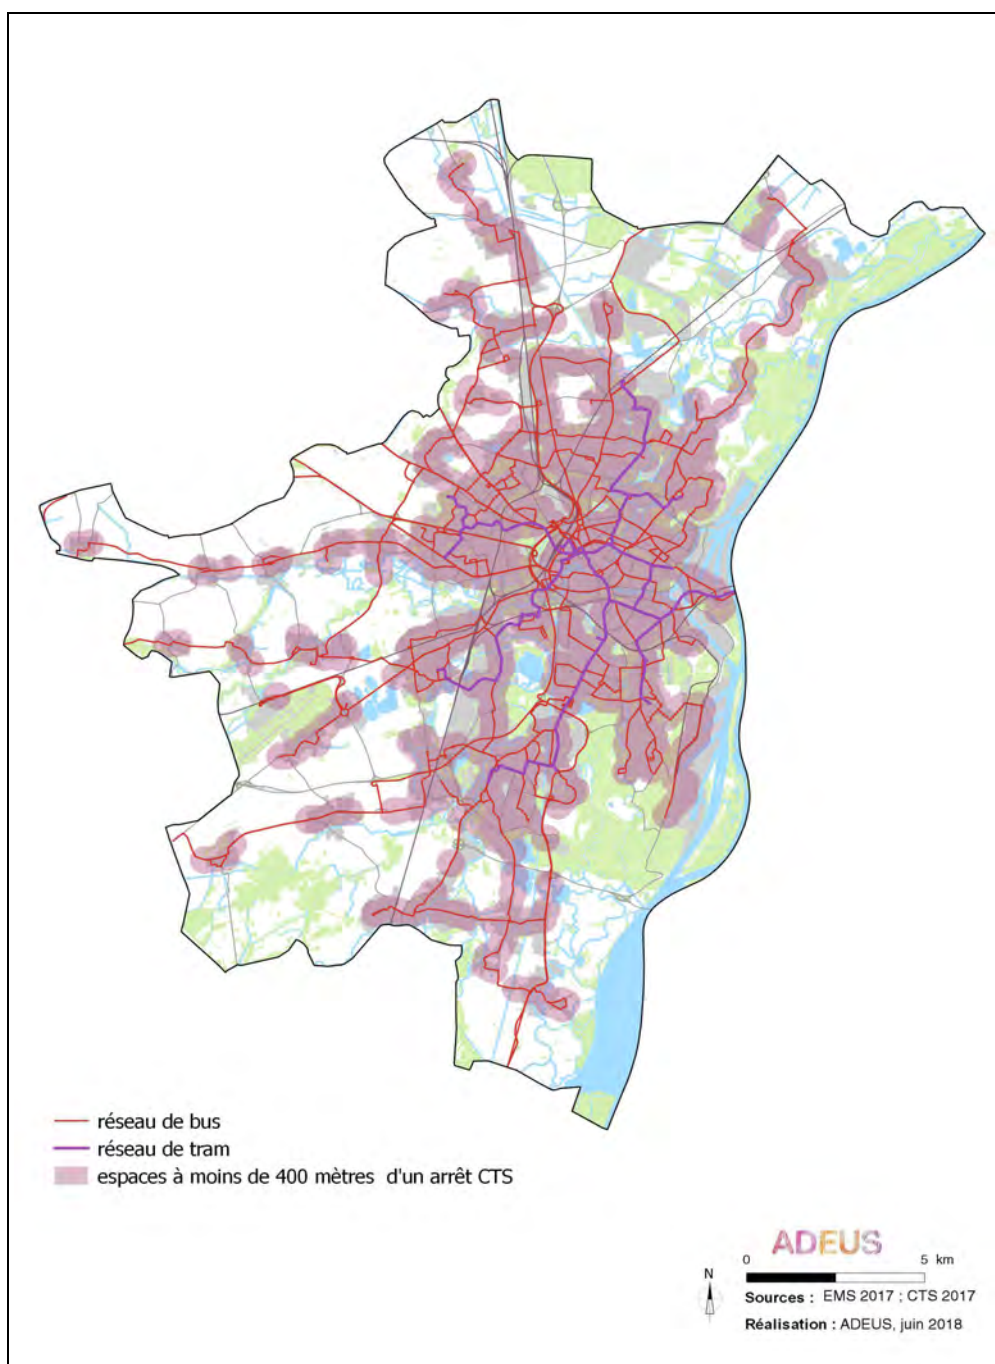 réseau de bus
réseau de tram
espaces à moins de 400 mètres d'un arrêt CTS
ADEUS
0 5 km
N
Sources : EMS 2017 ; CTS 2017
Réalisation : ADEUS, juin 2018